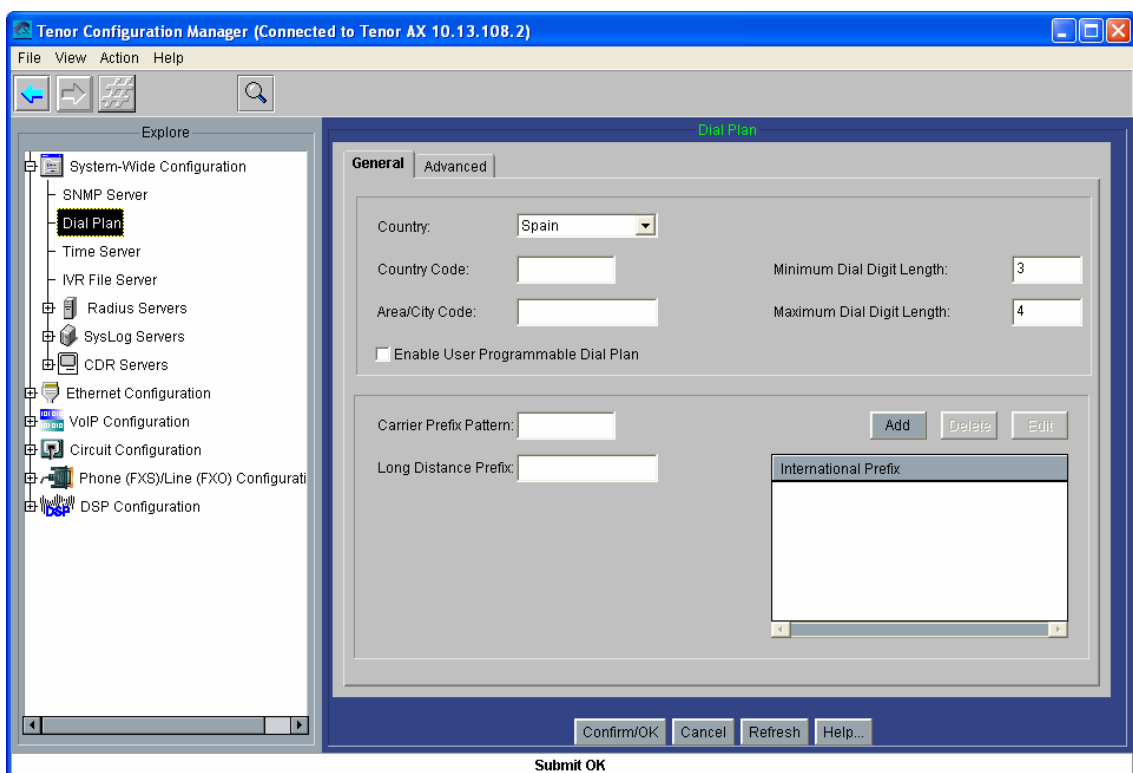 Tenor Configuration Manager (Connected to Tenor AX 10.13.108.2)
File View Action Help
Explore
System-Wide Configuration
SNMP Server
Dial Plan
Time Server
IVR File Server
Radius Servers
SysLog Servers
CDR Servers
Ethernet Configuration
VoIP Configuration
Circuit Configuration
Phone (FXS)/Line (FXO) Configurati
DSP Configuration
Dial Plan
General Advanced
Country: Spain
Country Code: Minimum Dial Digit Length: 3
Area/City Code: Maximum Dial Digit Length: 4
Enable User Programmable Dial Plan
Carrier Prefix Pattern: Add Delete Edit
Long Distance Prefix: International Prefix
Confirm/OK Cancel Refresh Help...
Submit OK